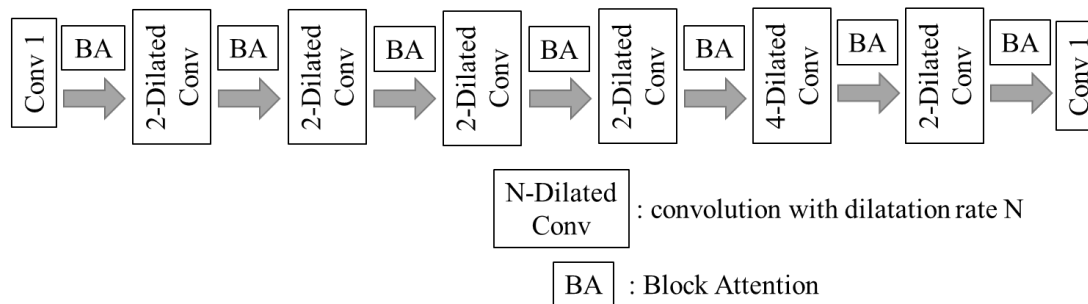 Conv 1
BA
2-Dilated
Conv
BA
2-Dilated
Conv
BA
2-Dilated
Conv
BA
2-Dilated
Conv
BA
4-Dilated
Conv
BA
2-Dilated
Conv
BA
Conv 1
N-Dilated
Conv
: convolution with dilatation rate N
BA : Block Attention